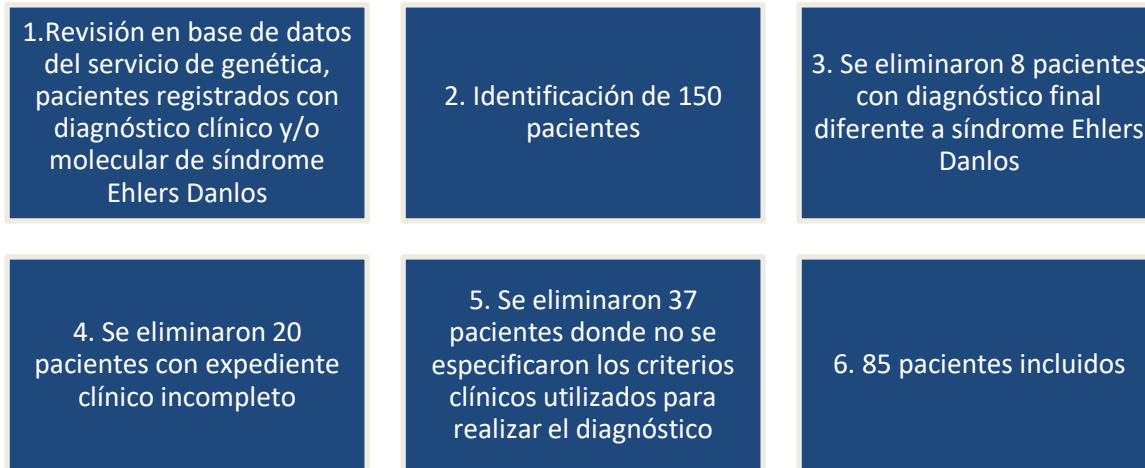 1.Revisión en base de datos
del servicio de genética,
pacientes registrados con
diagnóstico clínico y/o
molecular de síndrome
Ehlers Danlos
2. Identificación de 150
pacientes
3. Se eliminaron 8 pacientes
con diagnóstico final
diferente a síndrome Ehlers
Danlos
4. Se eliminaron 20
pacientes con expediente
clínico incompleto
5. Se eliminaron 37
pacientes donde no se
especificaron los criterios
clínicos utilizados para
realizar el diagnóstico
6. 85 pacientes incluidos